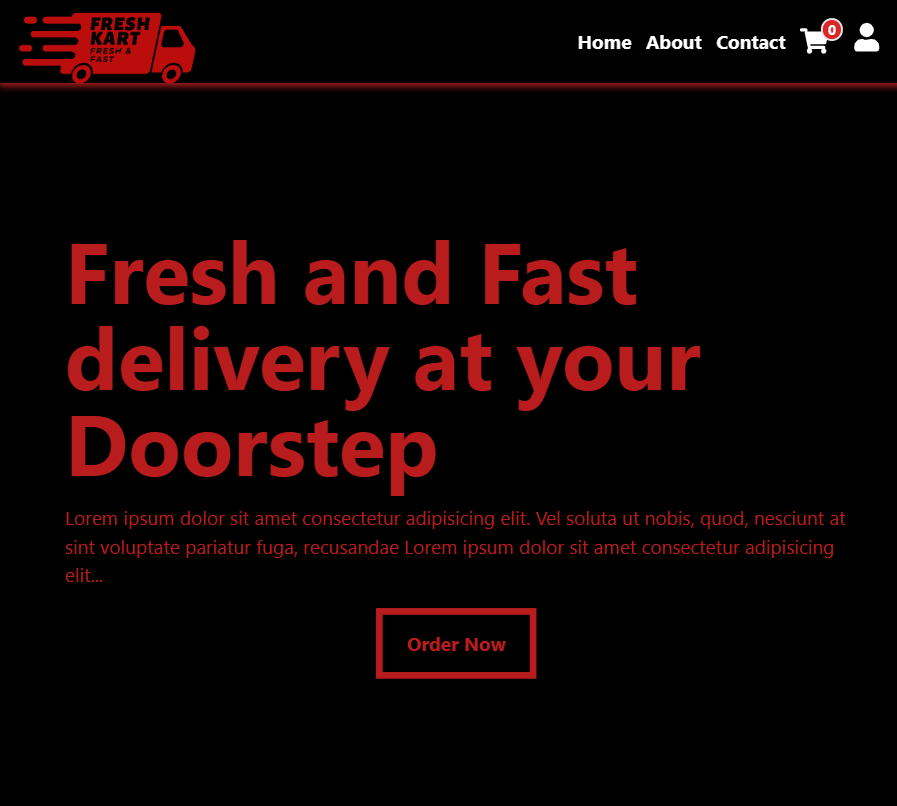 FRESH
KART
FRESH &
FAST
Home About Contact 0
Fresh and Fast
delivery at your
Doorstep
Lorem ipsum dolor sit amet consectetur adipisicing elit. Vel soluta ut nobis, quod, nesciunt at
sint voluptate pariatur fuga, recusandae Lorem ipsum dolor sit amet consectetur adipisicing
elit...
Order Now